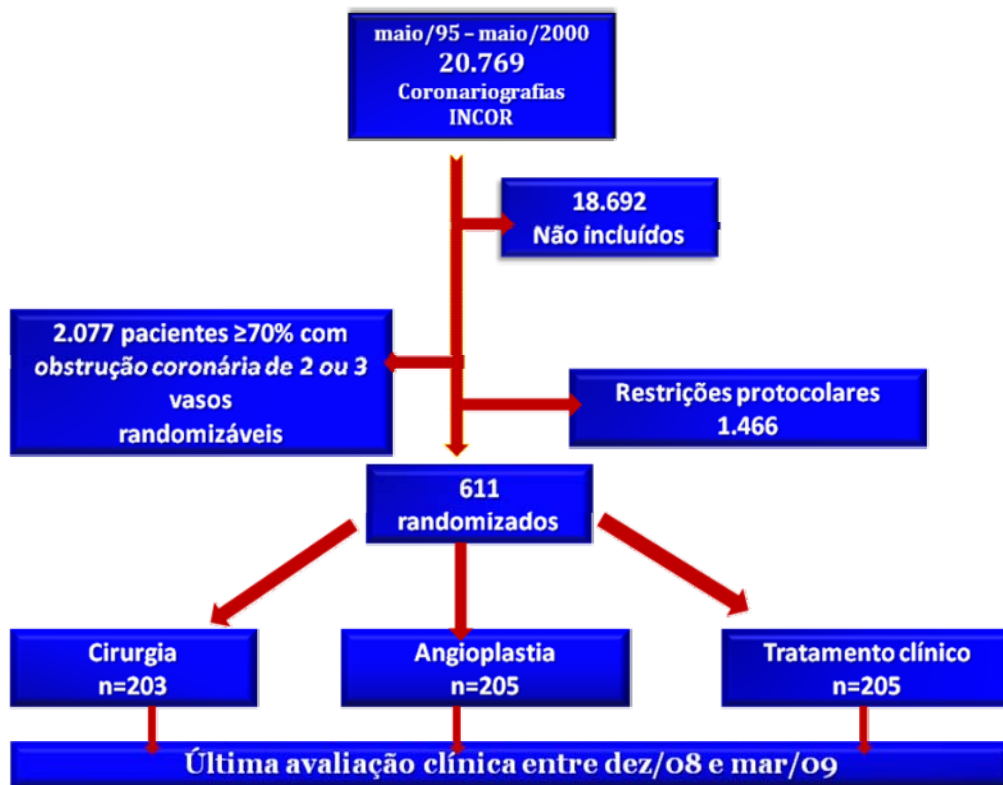 maio/95 – maio/2000
20.769
Coronariografias
INCOR
18.692
Não incluídos
2.077 pacientes ≥70% com
obstrução coronária de 2 ou 3
vasos
randomizáveis
Restrições protocolares
1.466
611
randomizados
Cirurgia
n=203
Angioplastia
n=205
Tratamento clínico
n=205
Última avaliação clínica entre dez/08 e mar/09